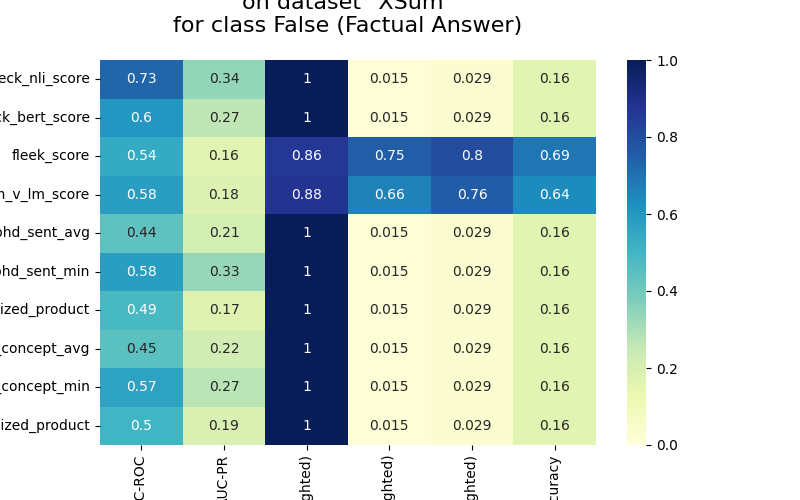 on dataset "XSum"
for class False (Factual Answer)
eck_nli_score 0.73 0.34 1 0.015 0.029 0.16
ck_bert_score 0.6 0.27 1 0.015 0.029 0.16
fleek_score 0.54 0.16 0.86 0.75 0.8 0.69
_v_lm_score 0.58 0.18 0.88 0.66 0.76 0.64
hd_sent_avg 0.44 0.21 1 0.015 0.029 0.16
hd_sent_min 0.58 0.33 1 0.015 0.029 0.16
ized_product 0.49 0.17 1 0.015 0.029 0.16
_concept_avg 0.45 0.22 1 0.015 0.029 0.16
_concept_min 0.57 0.27 1 0.015 0.029 0.16
ized_product 0.5 0.19 1 0.015 0.029 0.16
C-ROC
UC-PR
ghted)
ghted)
ghted)
curacy
1.0
0.8
0.6
0.4
0.2
0.0